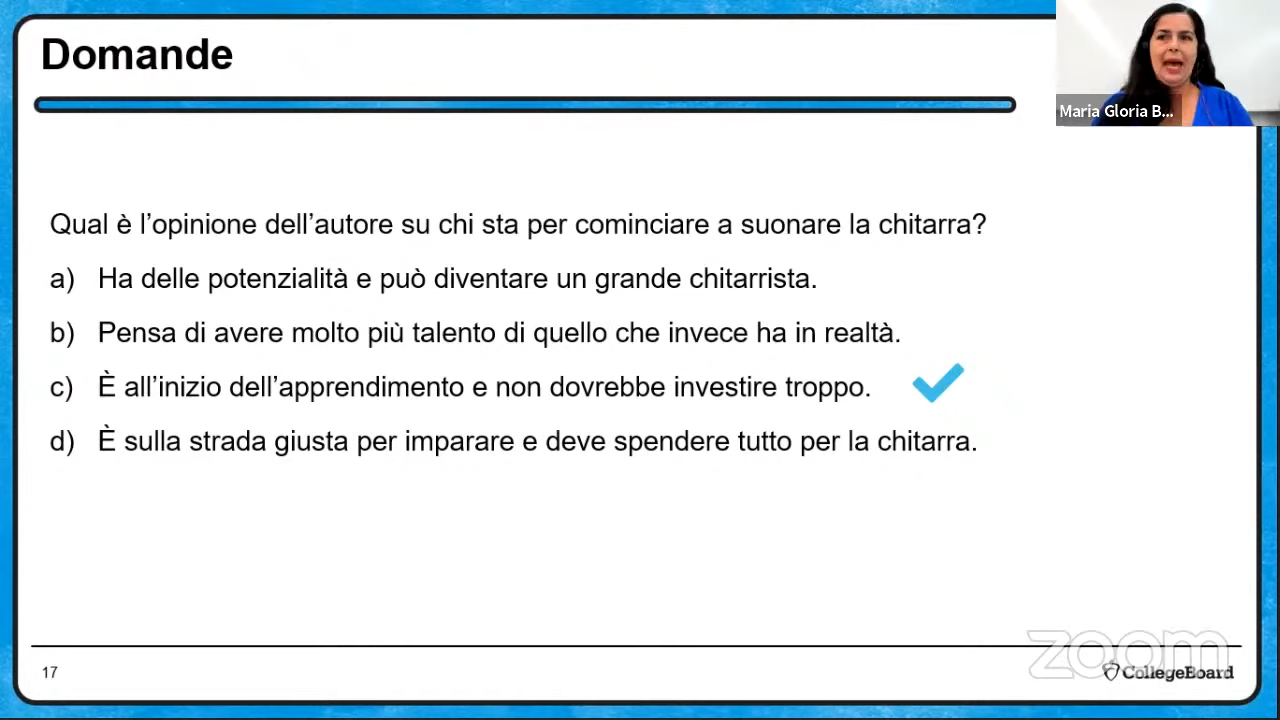 Domande
Maria Gloria B...
Qual è l’opinione dell’autore su chi sta per cominciare a suonare la chitarra?
a) Ha delle potenzialità e può diventare un grande chitarrista.
b) Pensa di avere molto più talento di quello che invece ha in realtà.
c) È all’inizio dell’apprendimento e non dovrebbe investire troppo.
d) È sulla strada giusta per imparare e deve spendere tutto per la chitarra.
zoom
17
CollegeBoard